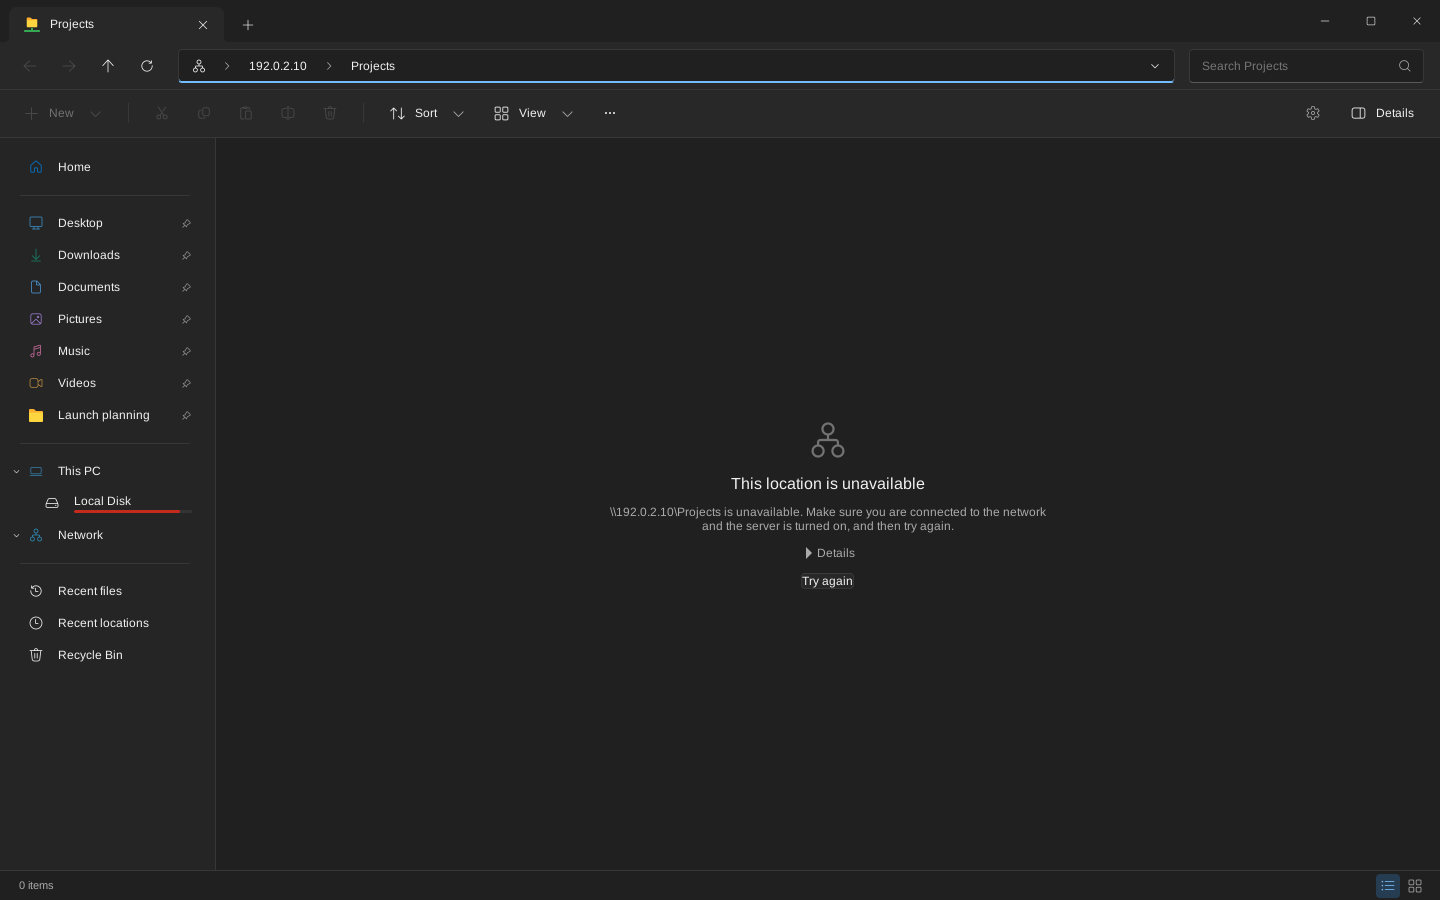 Projects
192.0.2.10
Projects
Search Projects
New
Sort
View
Details
Home
Desktop
Downloads
Documents
Pictures
Music
Videos
Launch planning
This PC
Local Disk
Network
Recent files
Recent locations
Recycle Bin
This location is unavailable
\\192.0.2.10\Projects is unavailable. Make sure you are connected to the network
and the server is turned on, and then try again.
Details
Try again
0 items